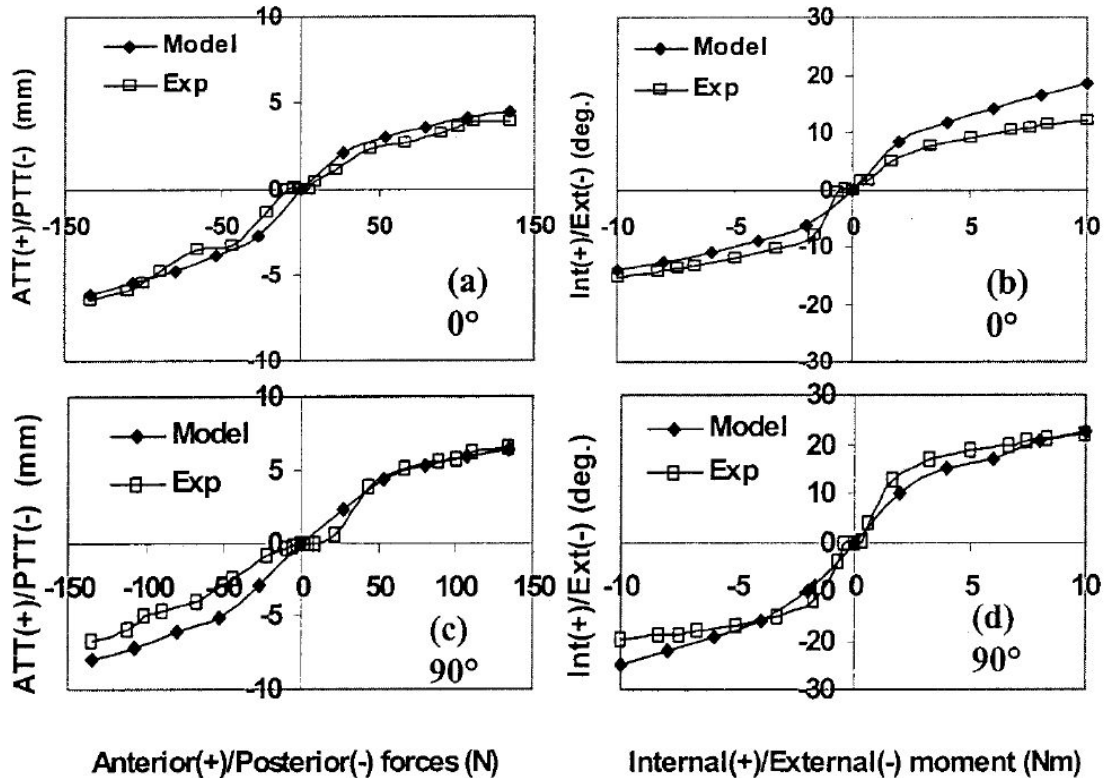 ATT(+)/PTT(-) (mm)
10
5
0
-5
-10
-150
-50
50
150
Model
Exp
(a)
0°
Int(+)/Ext(-) (deg.)
30
20
10
0
-10
-20
-30
-10
-5
0
5
10
Model
Exp
(b)
0°
ATT(+)/PTT(-) (mm)
10
5
0
-5
-10
-150
-100
-50
0
50
100
150
Model
Exp
(c)
90°
Int(+)/Ext(-) (deg.)
30
20
10
0
-10
-20
-30
-10
-5
0
5
10
Model
Exp
(d)
90°
Anterior(+)/Posterior(-) forces (N)
Internal(+)/External(-) moment (Nm)